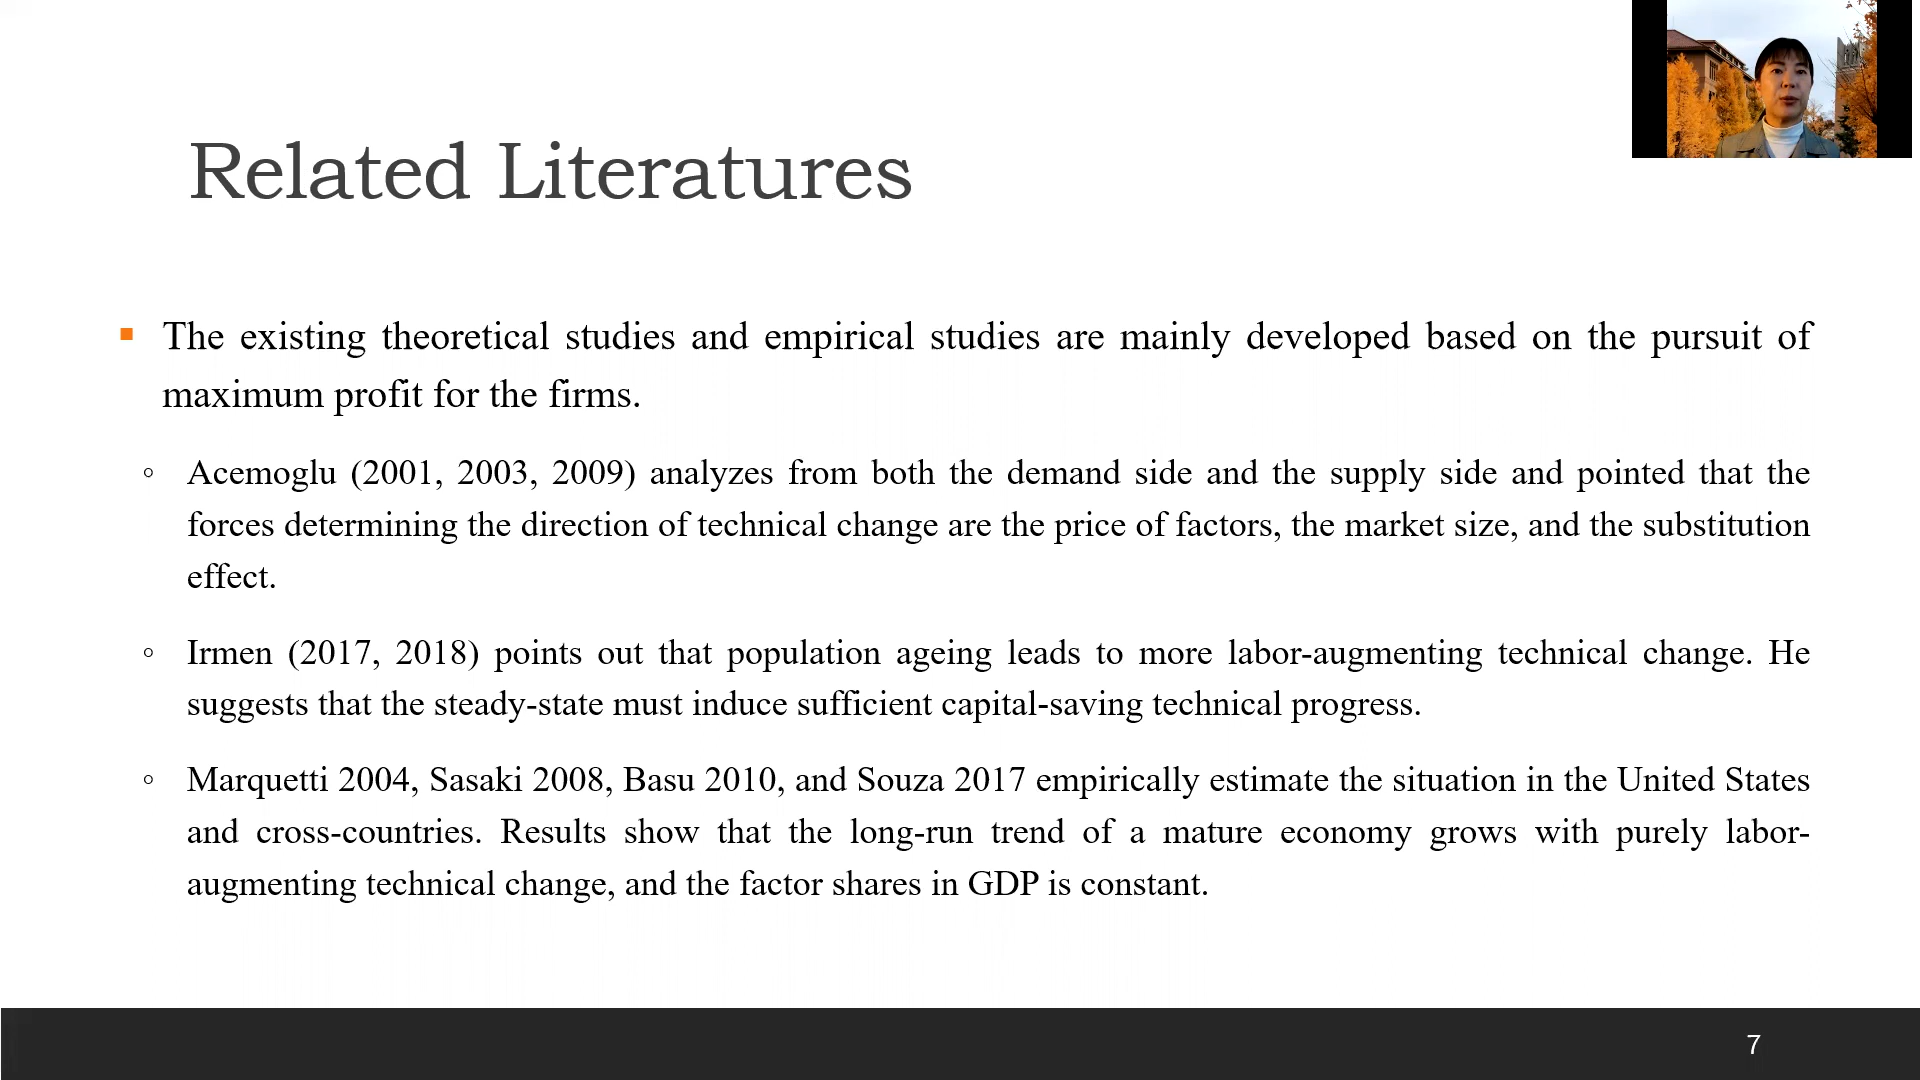 Related Literatures
The existing theoretical studies and empirical studies are mainly developed based on the pursuit of
maximum profit for the firms.
Acemoglu (2001, 2003, 2009) analyzes from both the demand side and the supply side and pointed that the
forces determining the direction of technical change are the price of factors, the market size, and the substitution
effect.
Irmen (2017, 2018) points out that population ageing leads to more labor-augmenting technical change. He
suggests that the steady-state must induce sufficient capital-saving technical progress.
Marquetti 2004, Sasaki 2008, Basu 2010, and Souza 2017 empirically estimate the situation in the United States
and cross-countries. Results show that the long-run trend of a mature economy grows with purely labor-
augmenting technical change, and the factor shares in GDP is constant.
7